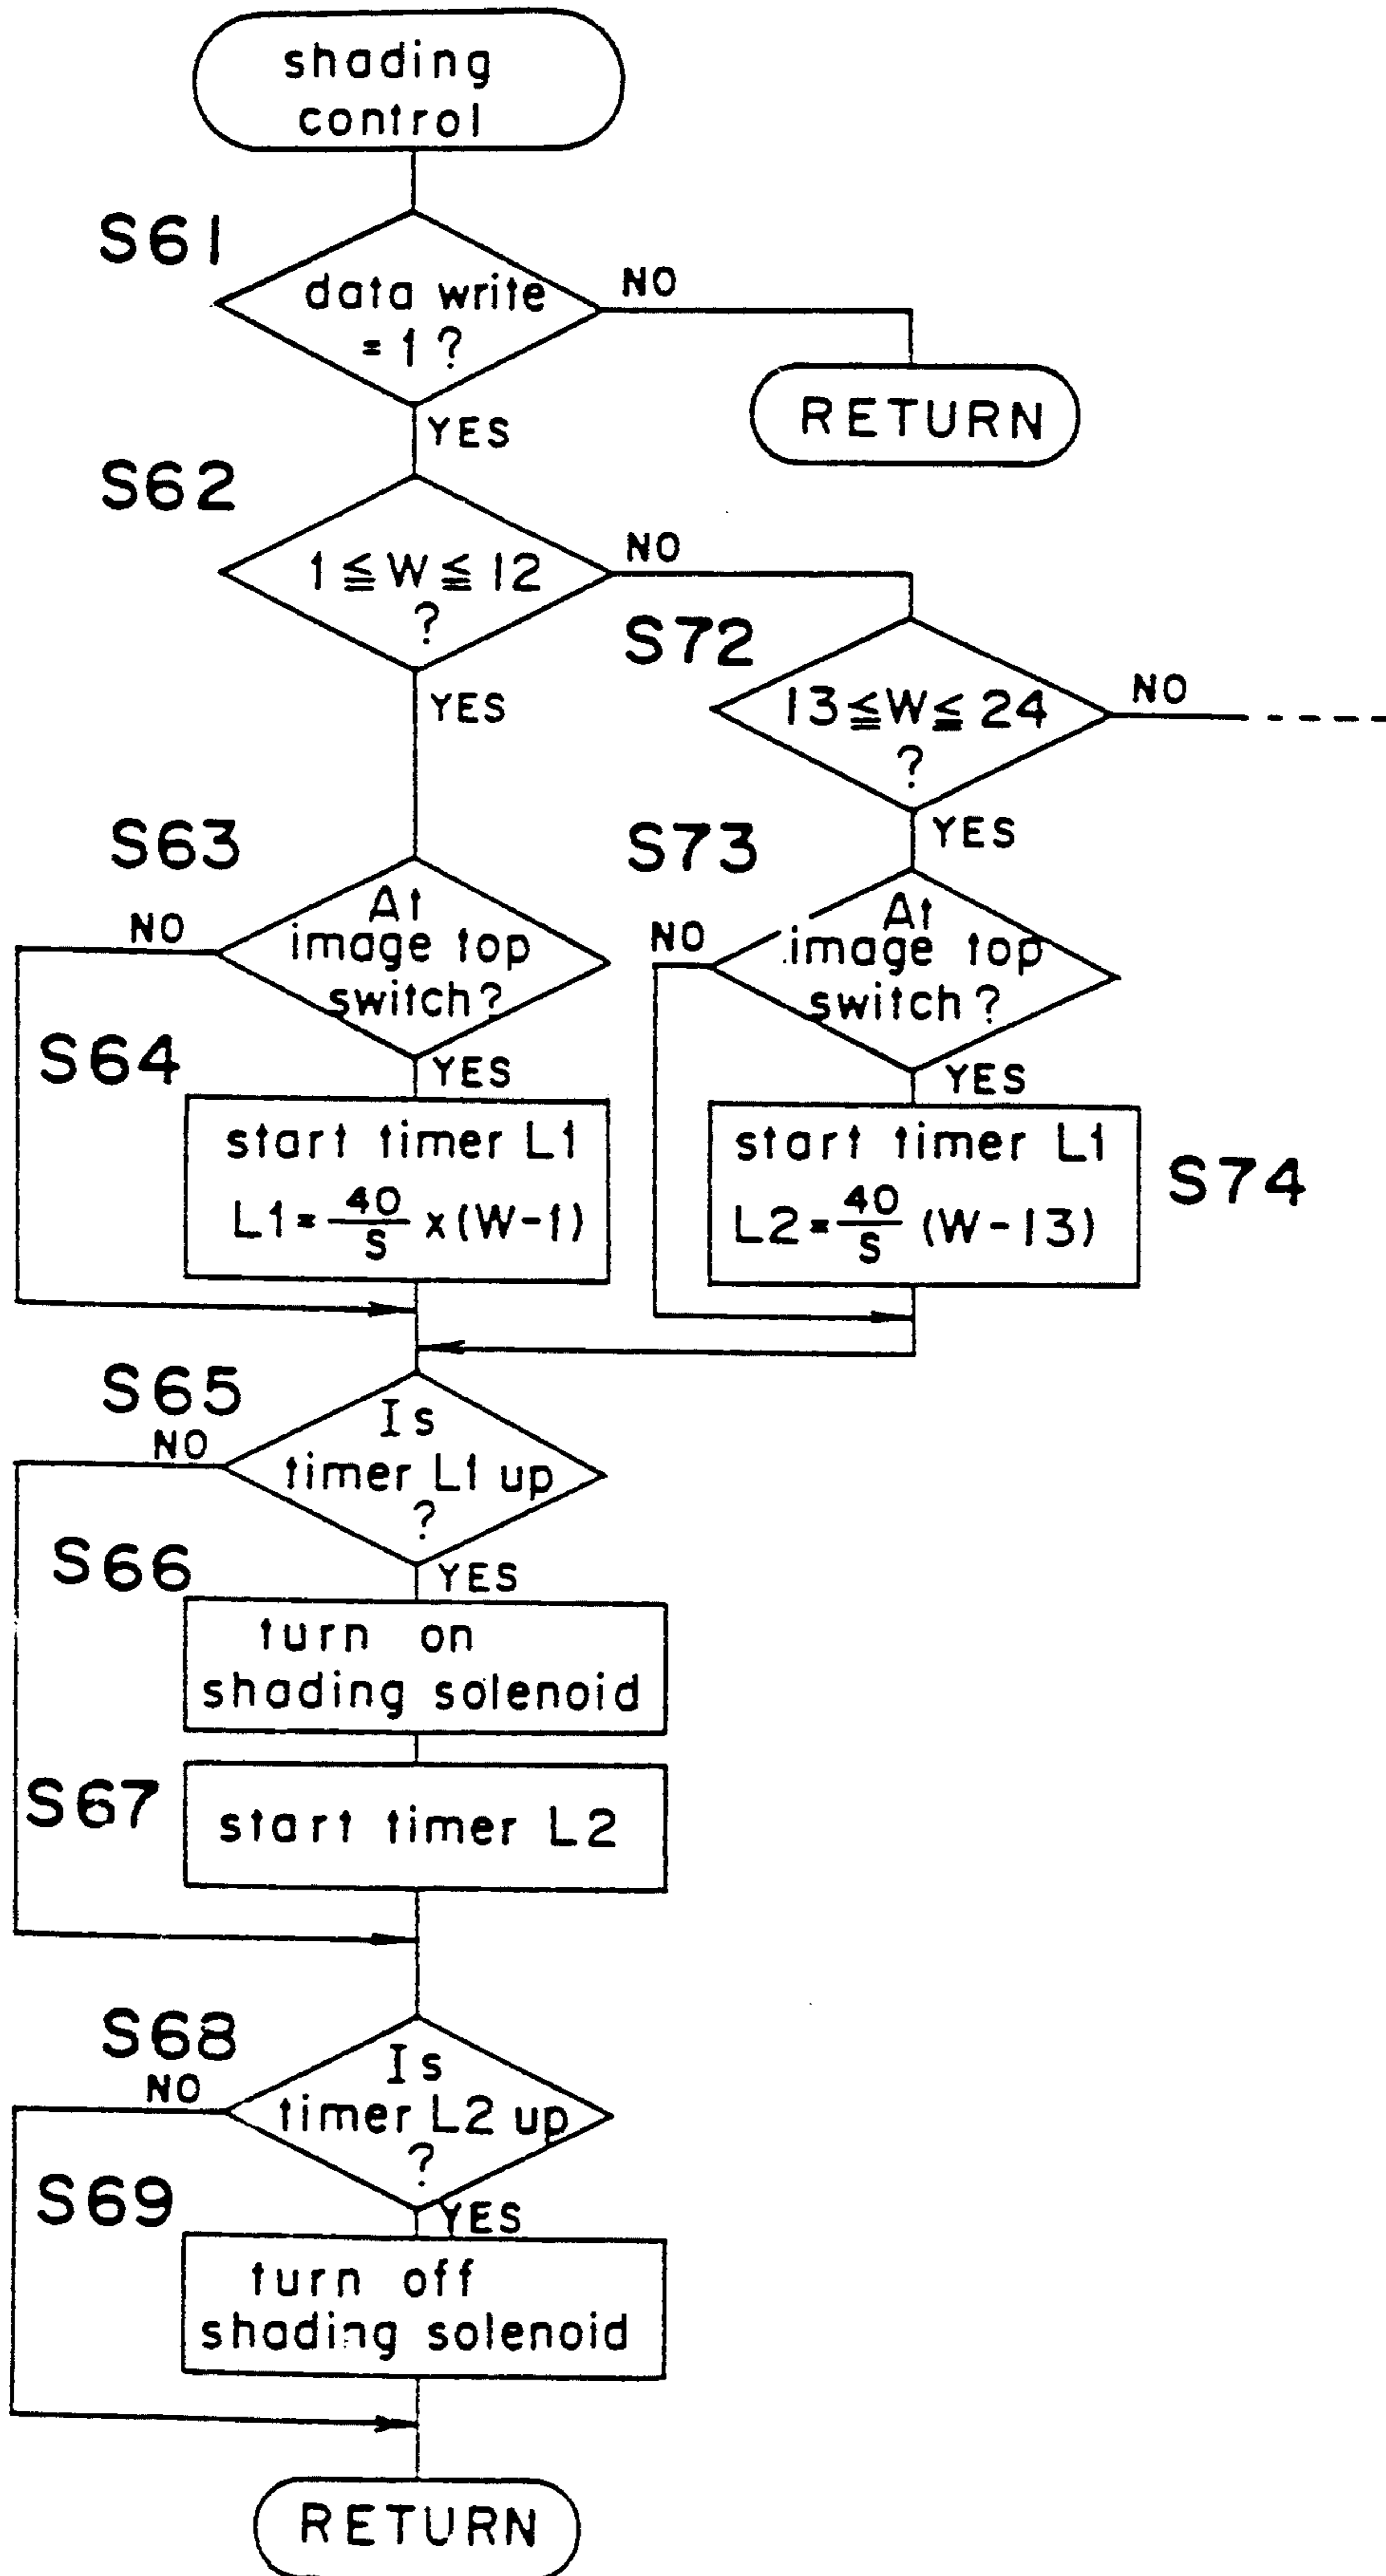 shading
control
S61
data write
= 1 ?
NO
RETURN
YES
S62
1 ≦ W ≦ 12
?
NO
YES
S72
13 ≦ W ≦ 24
?
NO
YES
S63
At
image top
switch?
NO
YES
S73
At
image top
switch?
NO
YES
S64
start timer L1
L1 = 40/S × (W-1)
start timer L1
L2 = 40/S (W-13)
S74
S65
Is
timer L1 up
?
NO
YES
S66
turn on
shading solenoid
S67
start timer L2
S68
Is
timer L2 up
?
NO
YES
S69
turn off
shading solenoid
RETURN